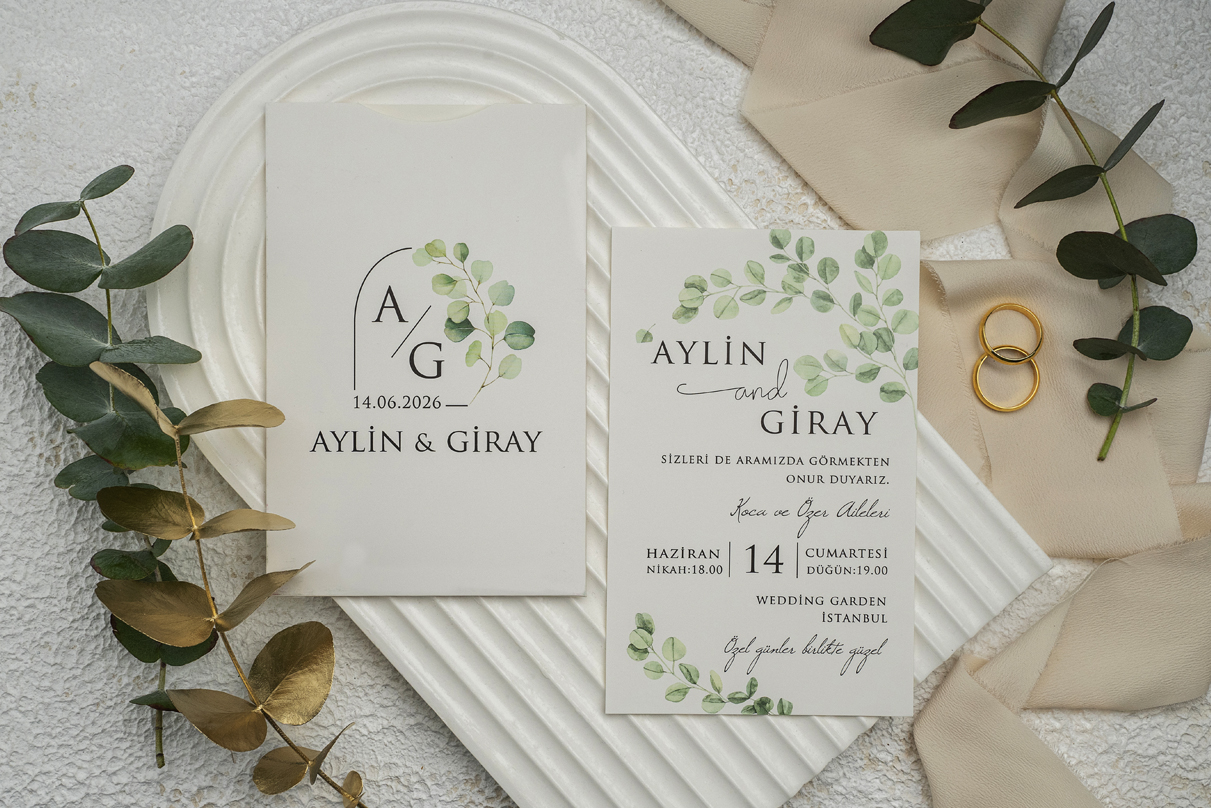 A/G
14.06.2026
AYLİN & GİRAY
AYLİN
and
GİRAY
SİZLERİ DE ARAMIZDA GÖRMEKTEN
ONUR DUYARIZ.
Koca ve Özer Aileleri
HAZİRAN
NİKAH:18.00
14
CUMARTESİ
DÜĞÜN:19.00
WEDDİNG GARDEN
İSTANBUL
Özel günler birlikte güzel